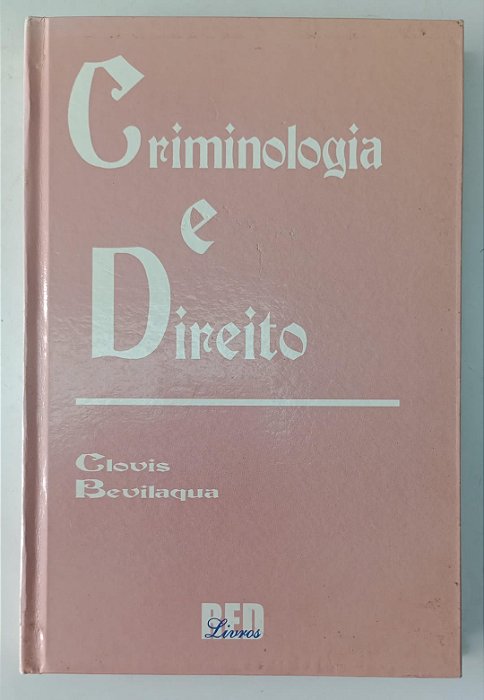 Criminologia
e
Direito
Clovis
Bevilaqua
RED
Livros